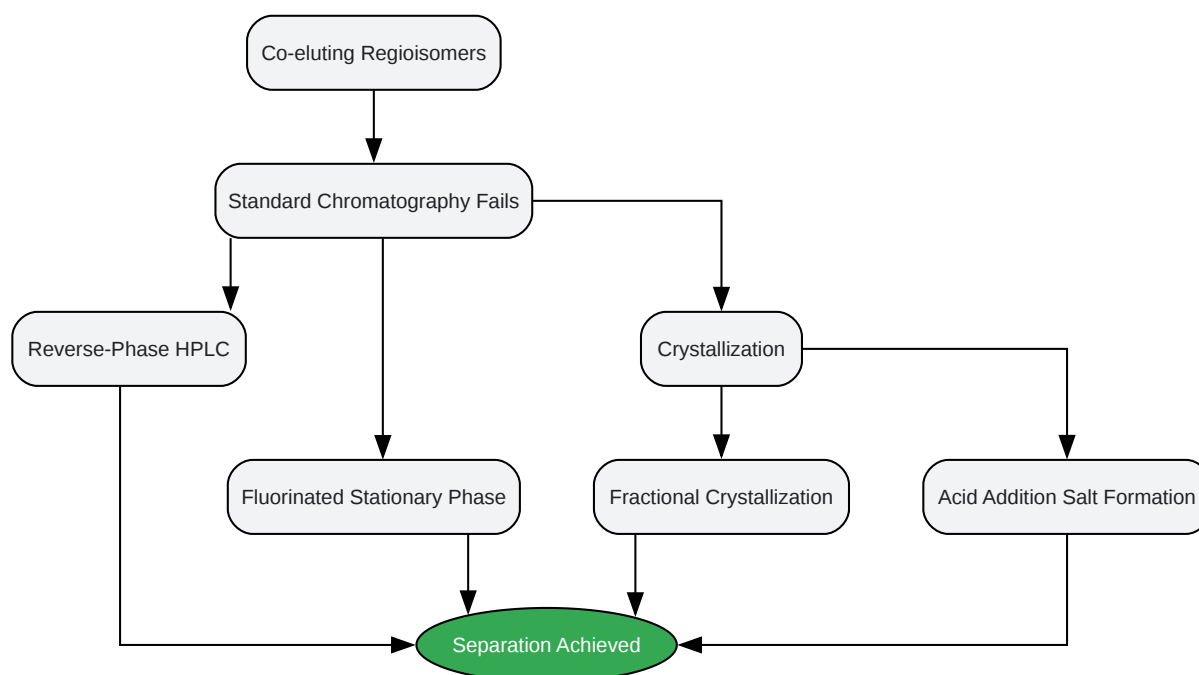 Co-eluting Regioisomers
Standard Chromatography Fails
Reverse-Phase HPLC
Crystallization
Fluorinated Stationary Phase
Fractional Crystallization
Acid Addition Salt Formation
Separation Achieved